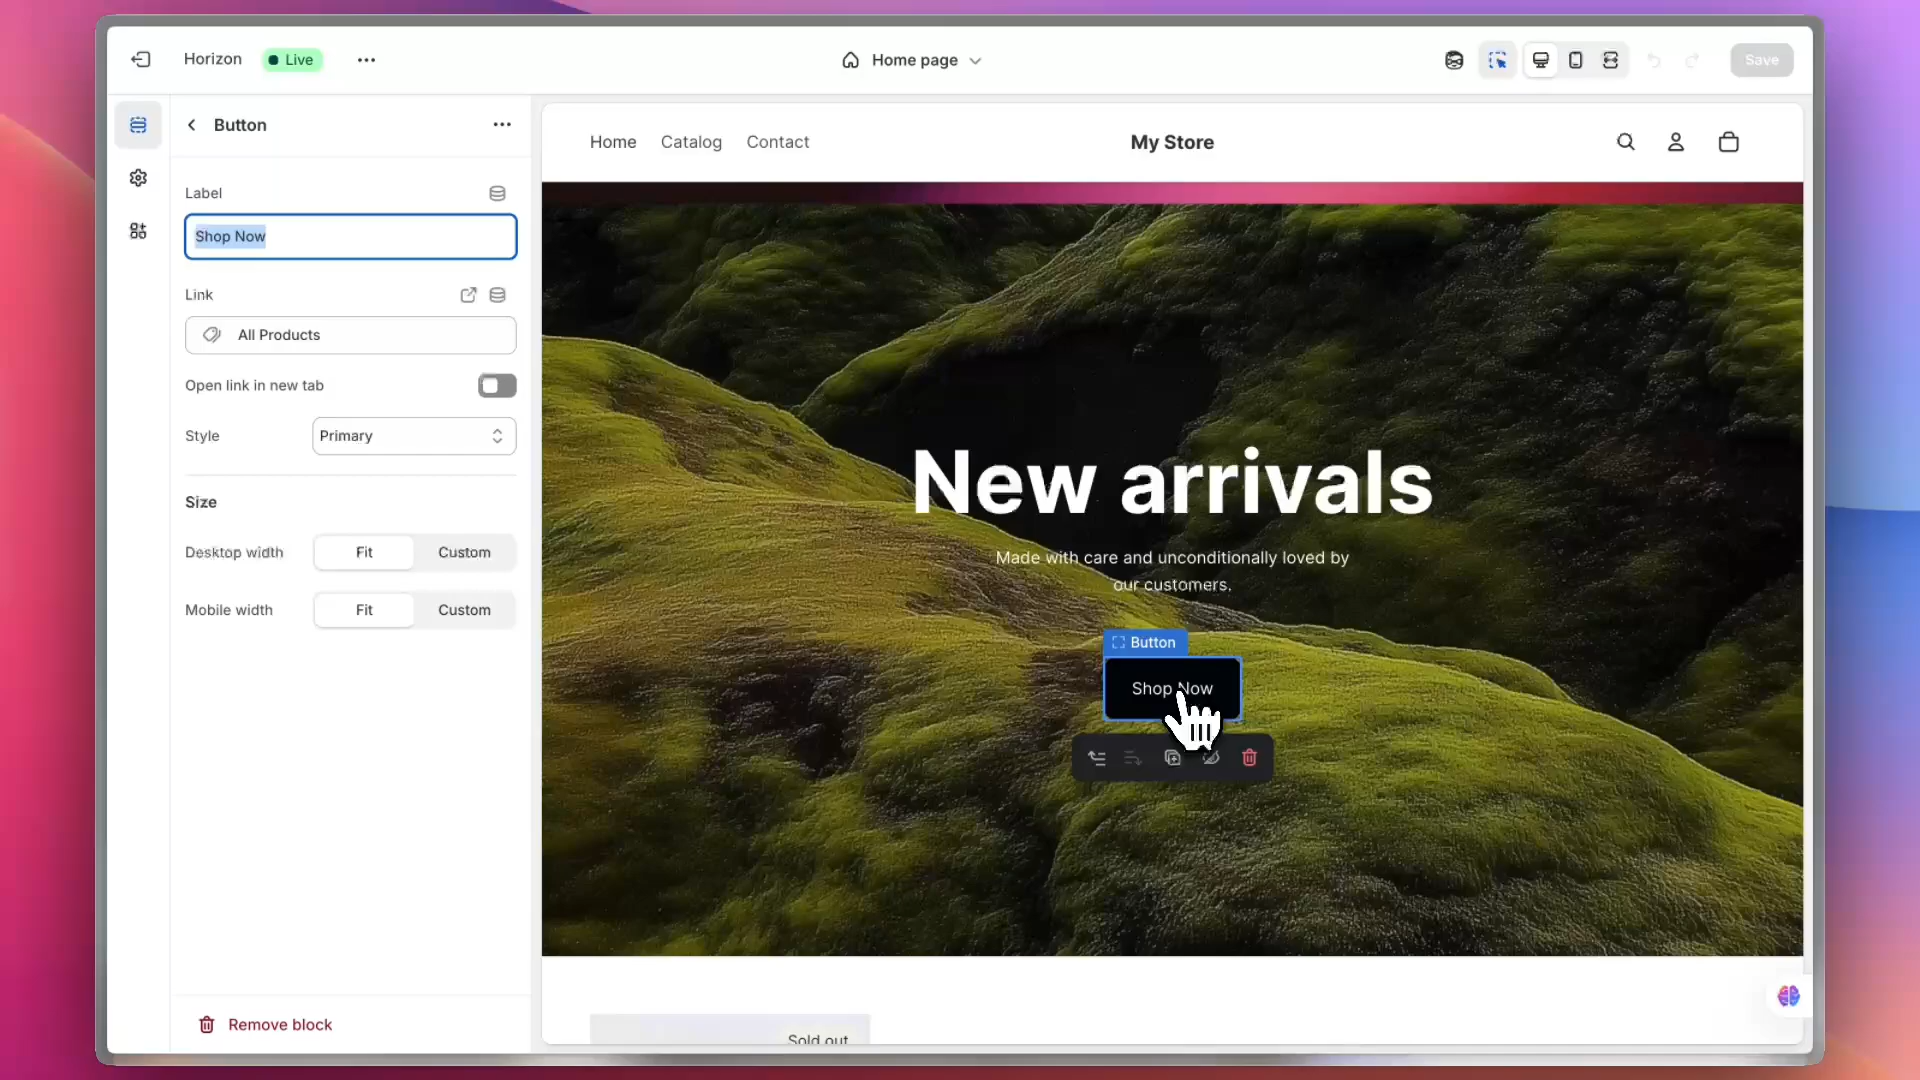 Horizon
Live
Home page
Save
Button
Label
Shop Now
Link
All Products
Open link in new tab
Style
Primary
Size
Desktop width
Fit
Custom
Mobile width
Fit
Custom
Remove block
Home
Catalog
Contact
My Store
New arrivals
Made with care and unconditionally loved by
our customers.
Button
Shop Now
Sold out